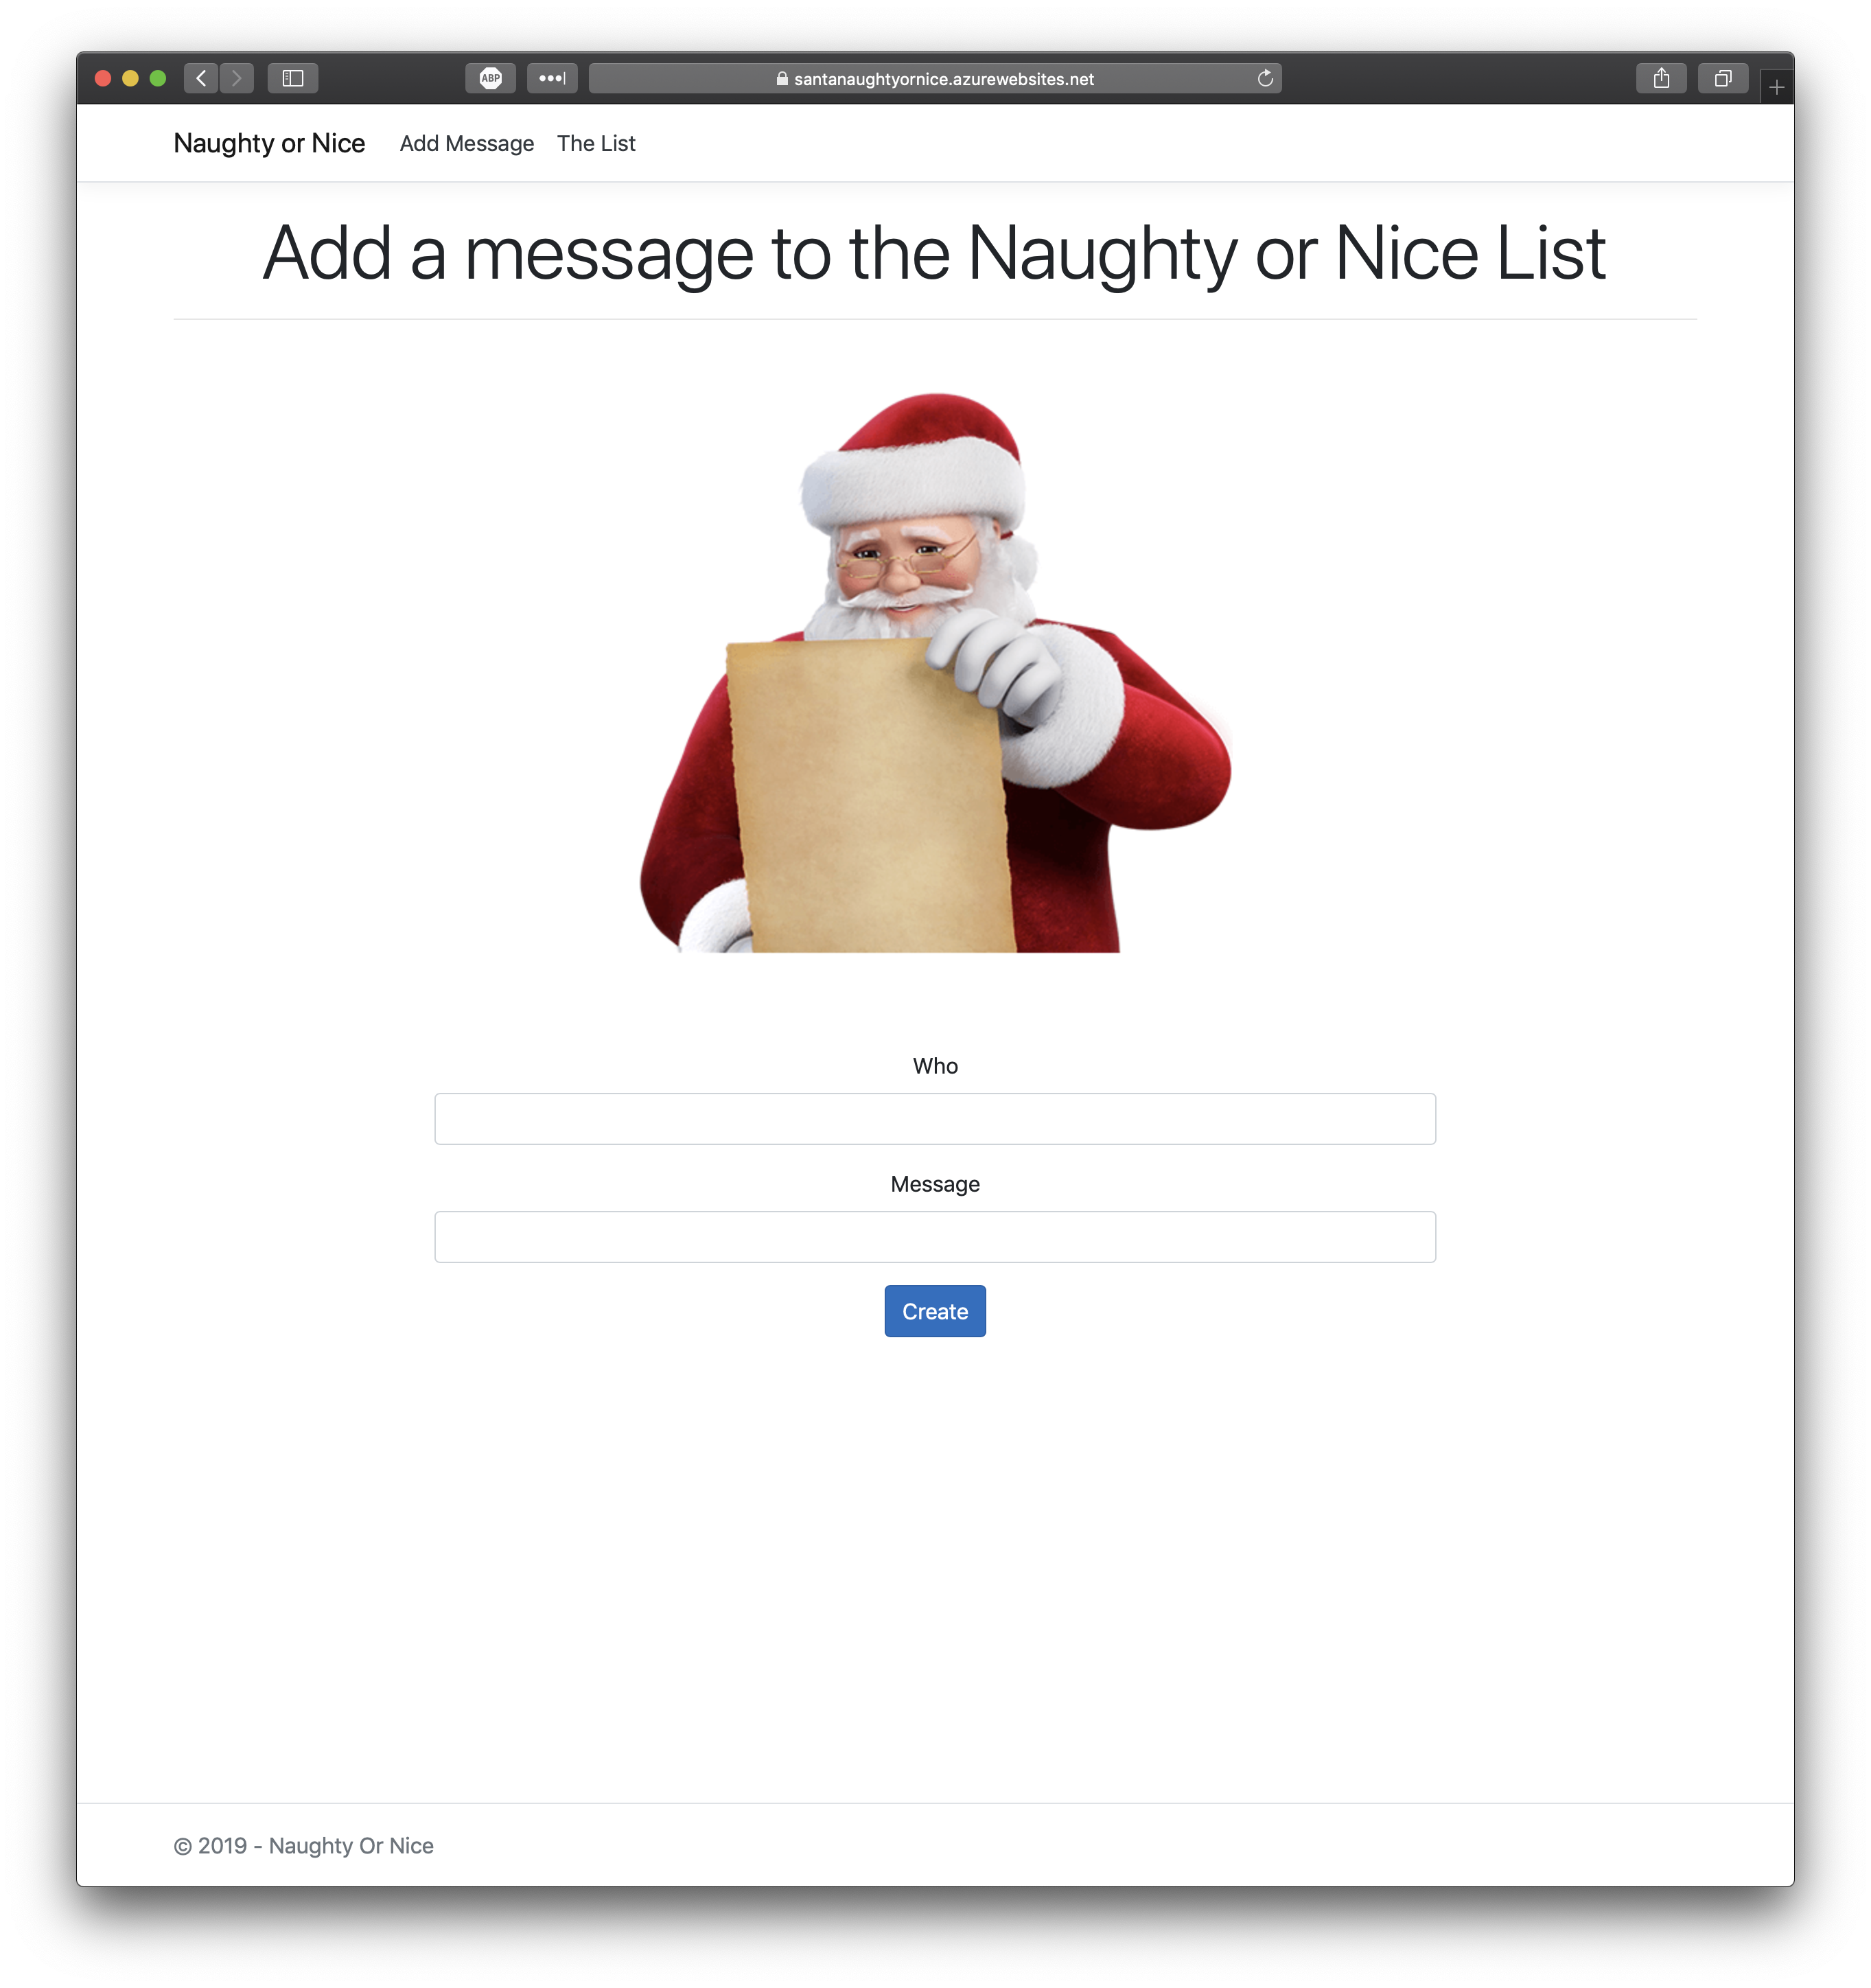 ABP
santanaughtyornice.azurewebsites.net
Naughty or Nice Add Message The List
Add a message to the Naughty or Nice List
Who
Message
Create
© 2019 - Naughty Or Nice